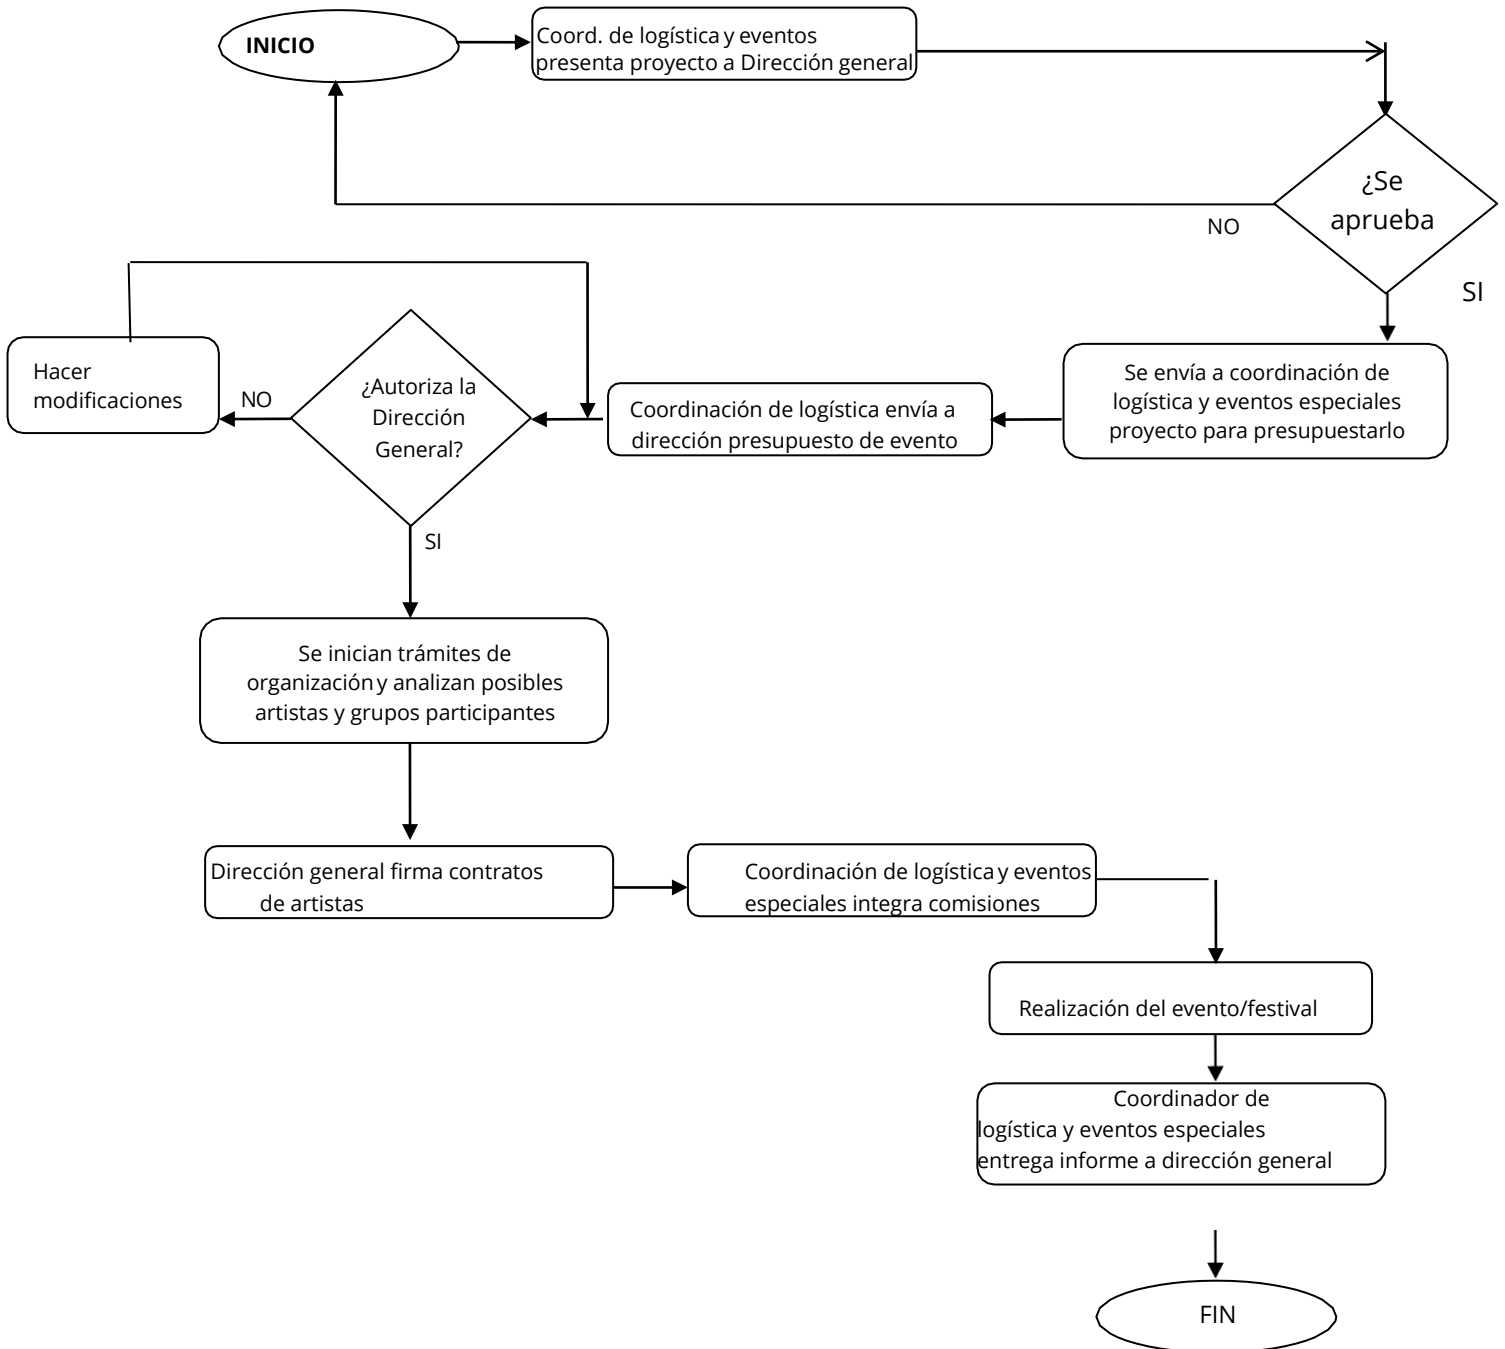 INICIO
Coord. de logística y eventos
presenta proyecto a Dirección general
¿Se
aprueba
NO
SI
Se envía a coordinación de
logística y eventos especiales
proyecto para presupuestarlo
Coordinación de logística envía a
dirección presupuesto de evento
¿Autoriza la
Dirección
General?
NO
Hacer
modificaciones
SI
Se inician trámites de
organización y analizan posibles
artistas y grupos participantes
Dirección general firma contratos
de artistas
Coordinación de logística y eventos
especiales integra comisiones
Realización del evento/festival
Coordinador de
logística y eventos especiales
entrega informe a dirección general
FIN